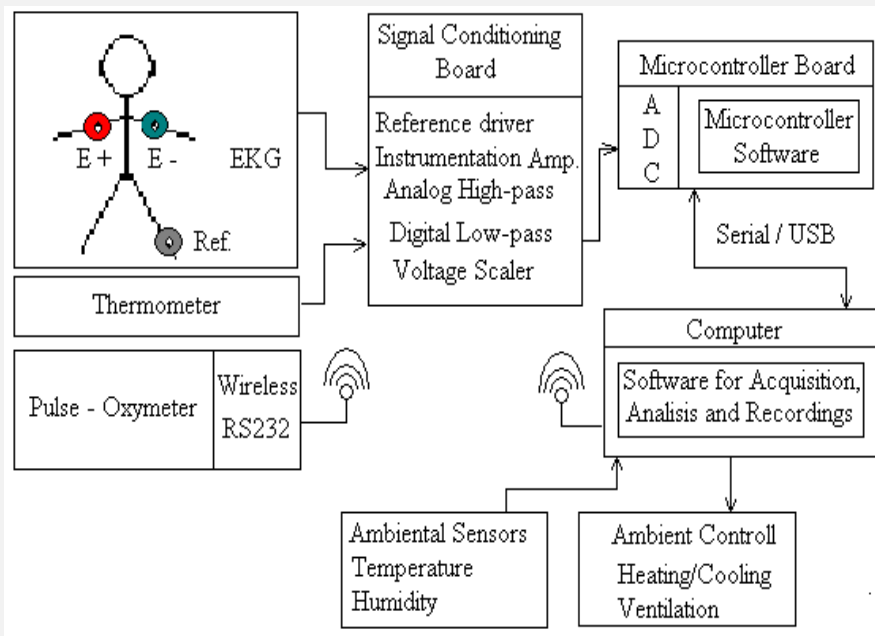 E +
E -
EKG
Ref.
Thermometer
Pulse - Oxymeter
Wireless
RS232
Signal Conditioning
Board
Reference driver
Instrumentation Amp.
Analog High-pass
Digital Low-pass
Voltage Scaler
Microcontroller Board
A
D
C
Microcontroller
Software
Serial / USB
Computer
Software for Acquisition,
Analisis and Recordings
Ambiental Sensors
Temperature
Humidity
Ambient Controll
Heating/Cooling
Ventilation